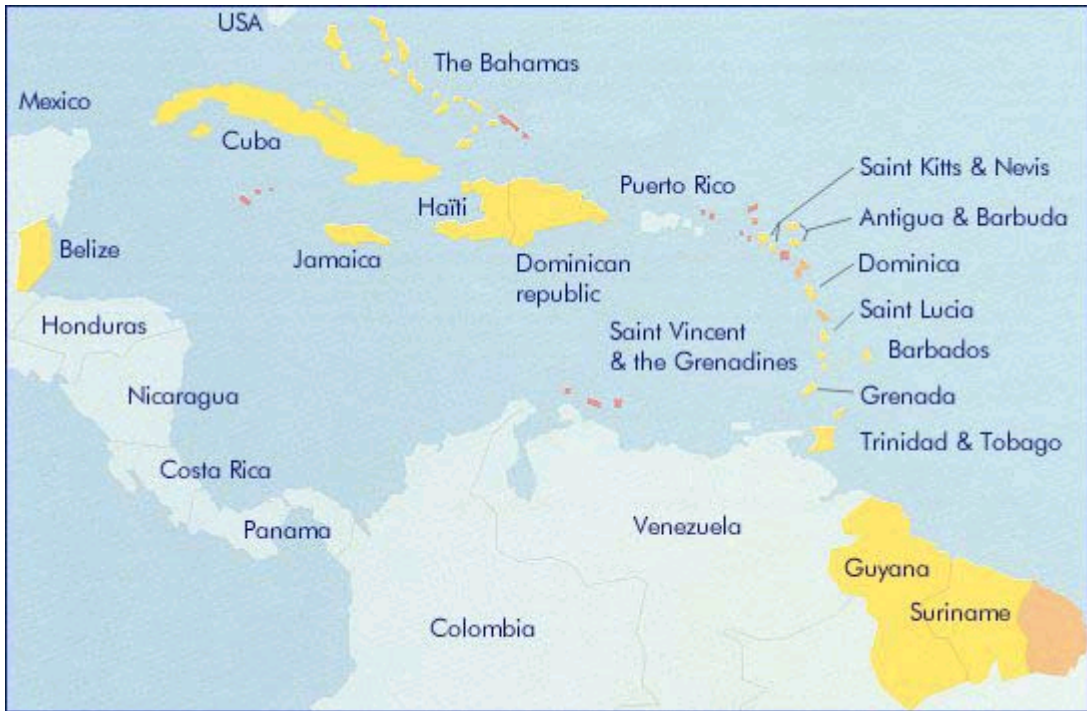 USA
The Bahamas
Mexico
Cuba
Saint Kitts & Nevis
Puerto Rico
Haïti
Antigua & Barbuda
Belize
Jamaica
Dominican
republic
Dominica
Honduras
Saint Lucia
Saint Vincent
& the Grenadines
Barbados
Nicaragua
Grenada
Trinidad & Tobago
Costa Rica
Panama
Venezuela
Guyana
Suriname
Colombia